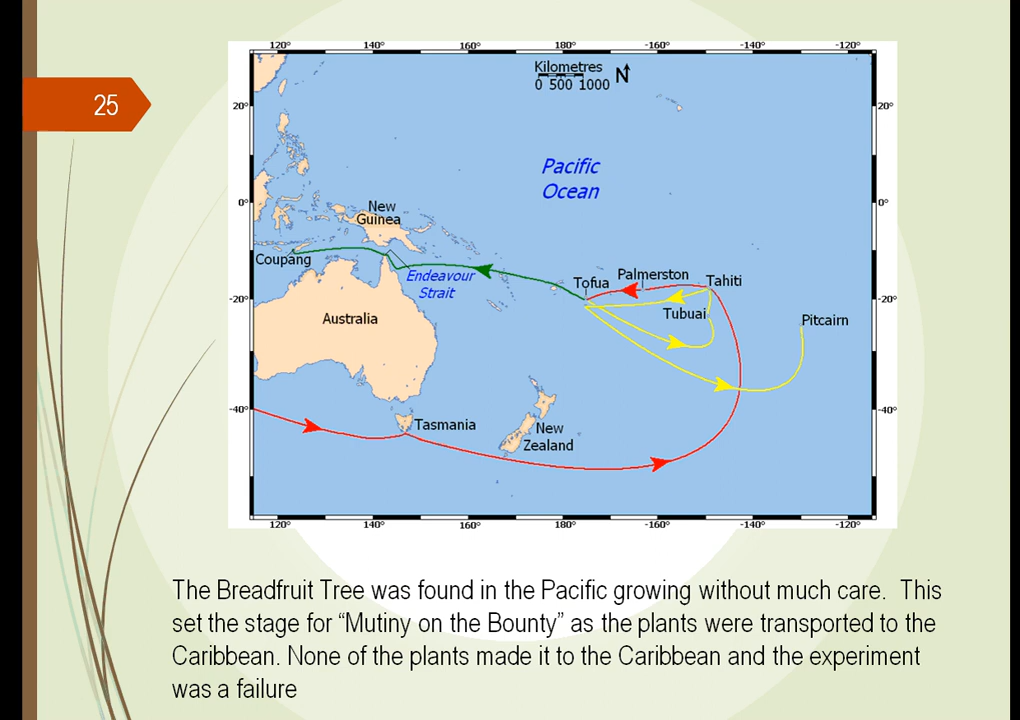 120° 140° 160° 180° -160° -140° -120°
Kilometres
0 500 1000 N
25
20° 20°
Pacific
Ocean
0° 0°
New
Guinea
Coupang
Endeavour
Strait
Tofua Palmerston Tahiti
-20° -20°
Tubuai
Australia
Pitcairn
-40° -40°
Tasmania
New
Zealand
120° 140° 160° 180° -160° -140° -120°
The Breadfruit Tree was found in the Pacific growing without much care. This
set the stage for “Mutiny on the Bounty” as the plants were transported to the
Caribbean. None of the plants made it to the Caribbean and the experiment
was a failure